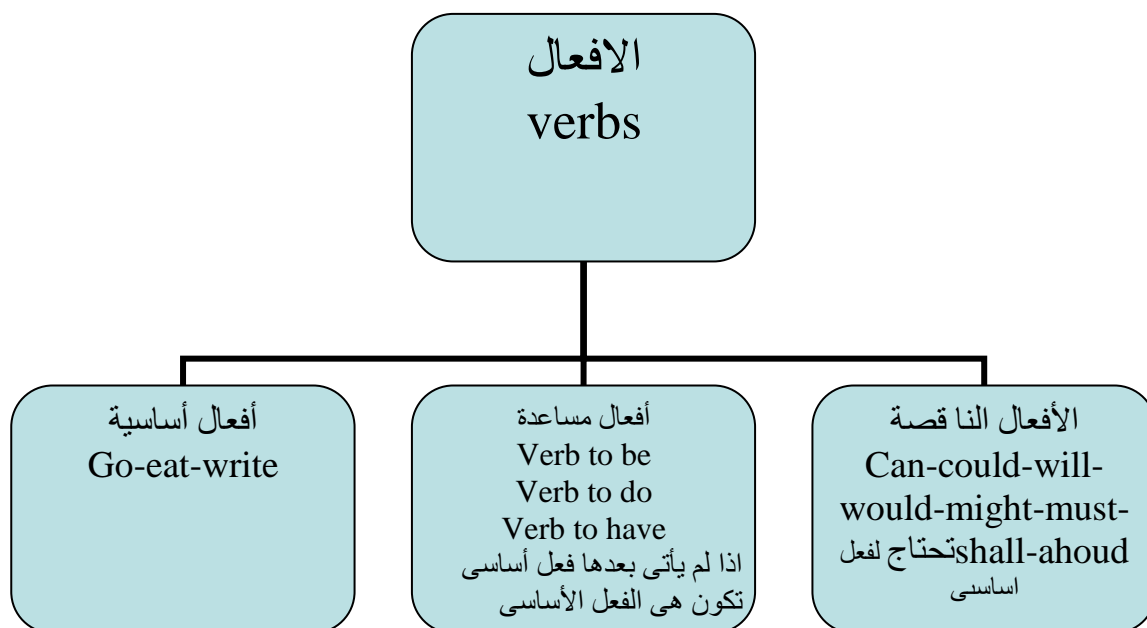 الافعال
verbs
أفعال أساسية
Go-eat-write
أفعال مساعدة
Verb to be
Verb to do
Verb to have
اذا لم يأتى بعدها فعل أساسى
تكون هى الفعل الأساسى
الأفعال النا قصة
Can-could-will-
would-might-must-
shall-ahoudتحتاج لفعل
اساسى